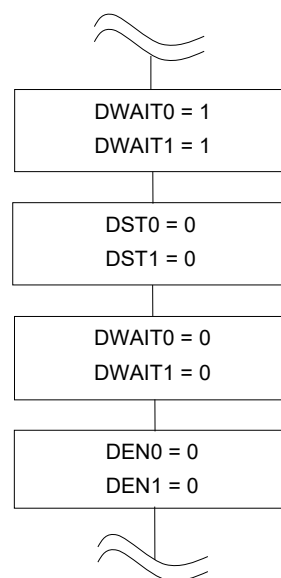 DWAIT0 = 1
DWAIT1 = 1
DST0 = 0
DST1 = 0
DWAIT0 = 0
DWAIT1 = 0
DEN0 = 0
DEN1 = 0